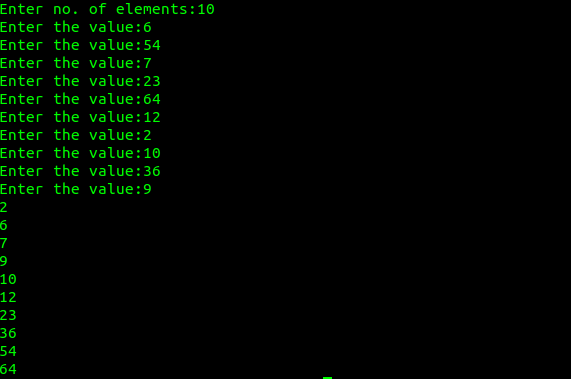 Enter no. of elements:10
Enter the value:6
Enter the value:54
Enter the value:7
Enter the value:23
Enter the value:64
Enter the value:12
Enter the value:2
Enter the value:10
Enter the value:36
Enter the value:9
2
6
7
9
10
12
23
36
54
64